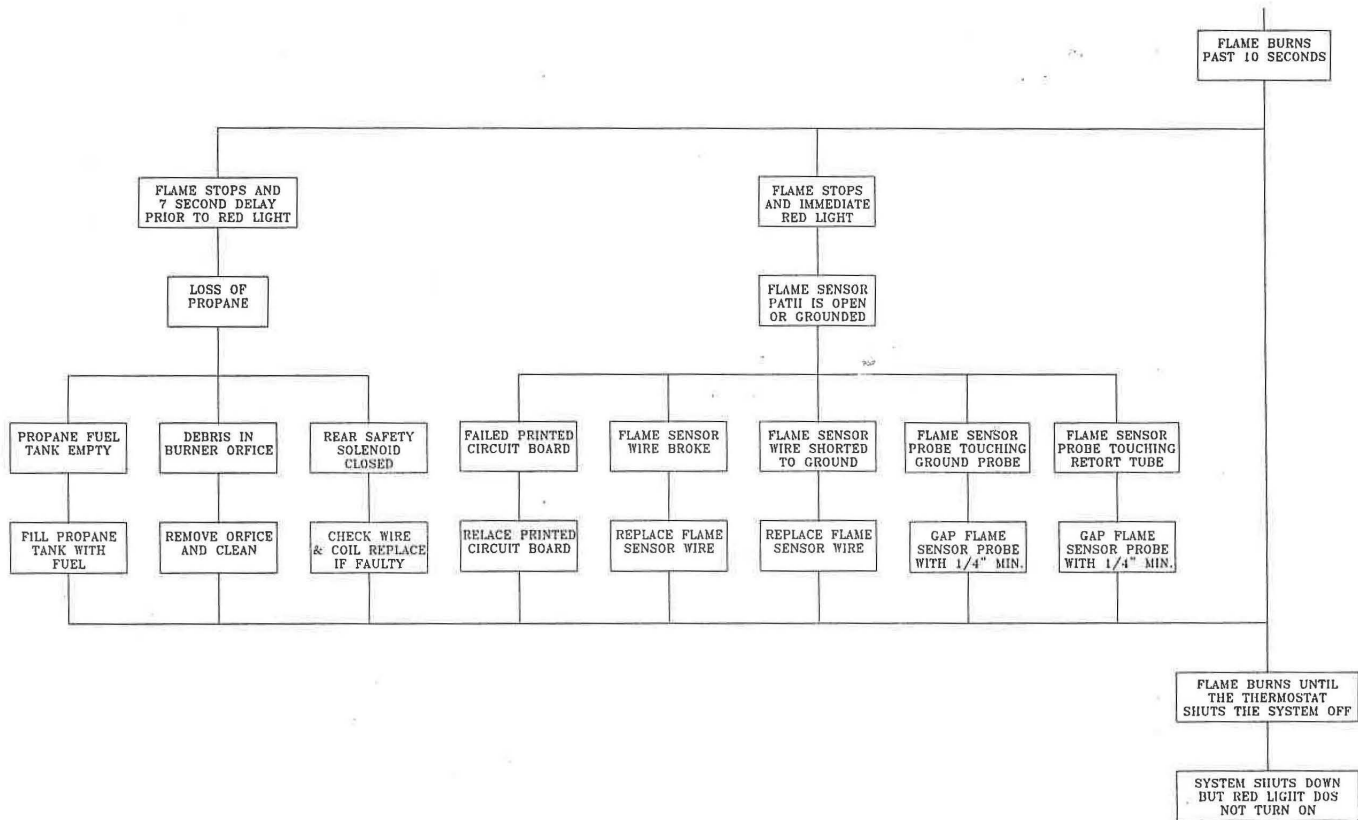 FLAME BURNS
PAST 10 SECONDS
FLAME STOPS AND
7 SECOND DELAY
PRIOR TO RED LIGHT
FLAME STOPS
AND IMMEDIATE
RED LIGHT
LOSS OF
PROPANE
FLAME SENSOR
PATH IS OPEN
OR GROUNDED
PROPANE FUEL
TANK EMPTY
DEBRIS IN
BURNER ORFICE
REAR SAFETY
SOLENOID
CLOSED
FAILED PRINTED
CIRCUIT BOARD
FLAME SENSOR
WIRE BROKE
FLAME SENSOR
WIRE SHORTED
TO GROUND
FLAME SENSOR
PROBE TOUCHING
GROUND PROBE
FLAME SENSOR
PROBE TOUCHING
RETORT TUBE
FILL PROPANE
TANK WITH
FUEL
REMOVE ORFICE
AND CLEAN
CHECK WIRE
& COIL REPLACE
IF FAULTY
RELACE PRINTED
CIRCUIT BOARD
REPLACE FLAME
SENSOR WIRE
REPLACE FLAME
SENSOR WIRE
GAP FLAME
SENSOR PROBE
WITH 1/4" MIN.
GAP FLAME
SENSOR PROBE
WITH 1/4" MIN.
FLAME BURNS UNTIL
THE THERMOSTAT
SHUTS THE SYSTEM OFF
SYSTEM SHUTS DOWN
BUT RED LIGHT DOS
NOT TURN ON